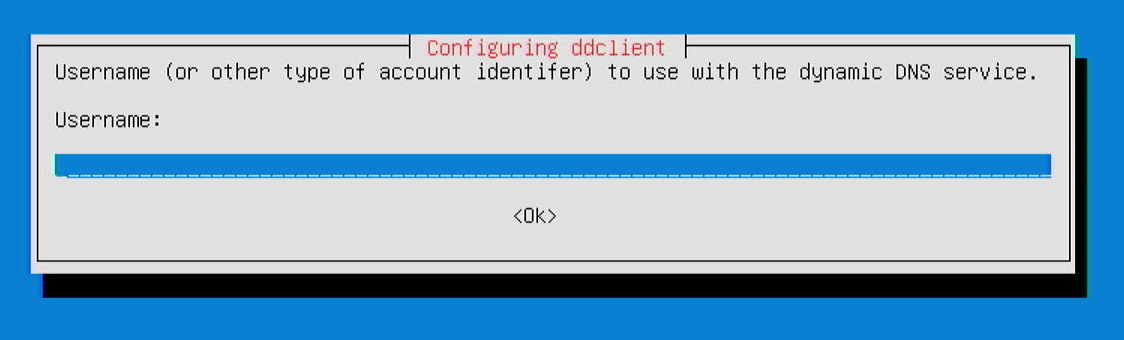 Configuring ddclient
Username (or other type of account identifer) to use with the dynamic DNS service.
Username:
<Ok>